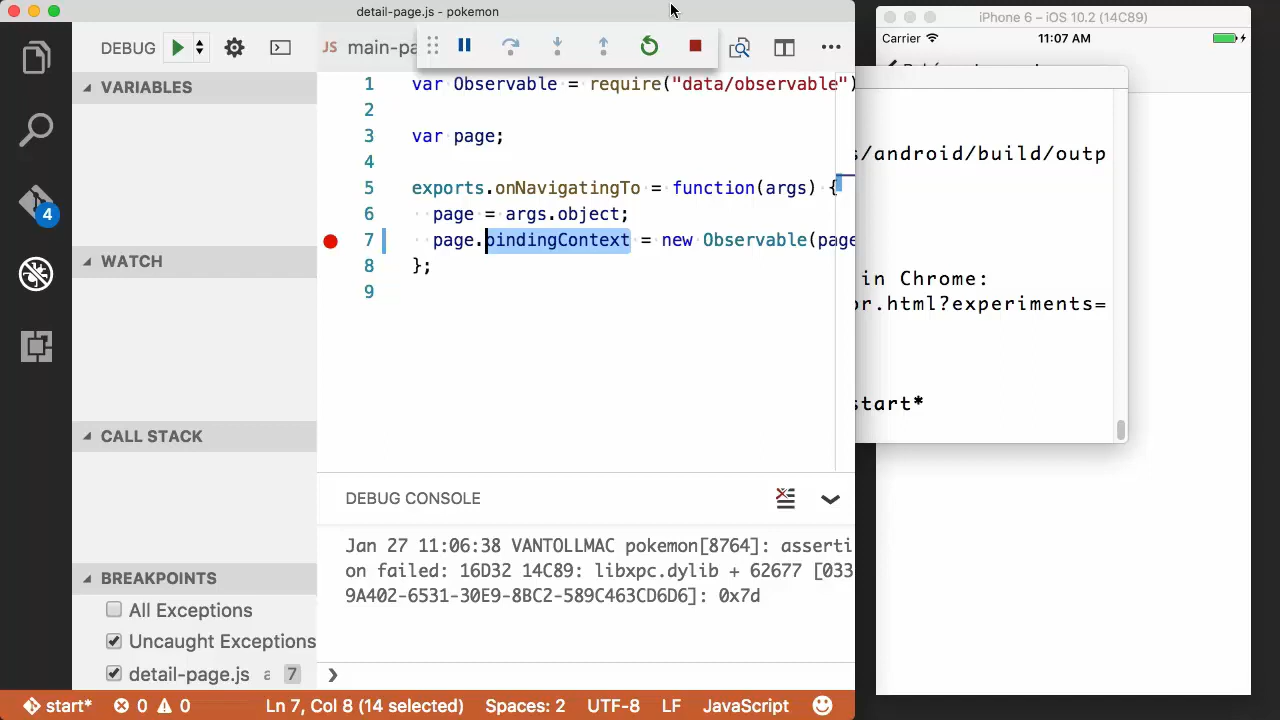 detail-page.js - pokemon
iPhone 6 – iOS 10.2 (14C89)
Carrier
11:07 AM
DEBUG
JS main-pa
VARIABLES
WATCH
CALL STACK
BREAKPOINTS
All Exceptions
Uncaught Exceptions
detail-page.js a 7
4
1 var Observable = require("data/observable")
2
3 var page;
4
5 exports.onNavigatingTo = function(args) {
6 page = args.object;
7 page.bindingContext = new Observable(page
8 };
9
s/android/build/outp
in Chrome:
or.html?experiments=
start*
DEBUG CONSOLE
Jan 27 11:06:38 VANTOLLMAC pokemon[8764]: asserti
on failed: 16D32 14C89: libxpc.dylib + 62677 [033
9A402-6531-30E9-8BC2-589C463CD6D6]: 0x7d
start* 0 0 Ln 7, Col 8 (14 selected) Spaces: 2 UTF-8 LF JavaScript